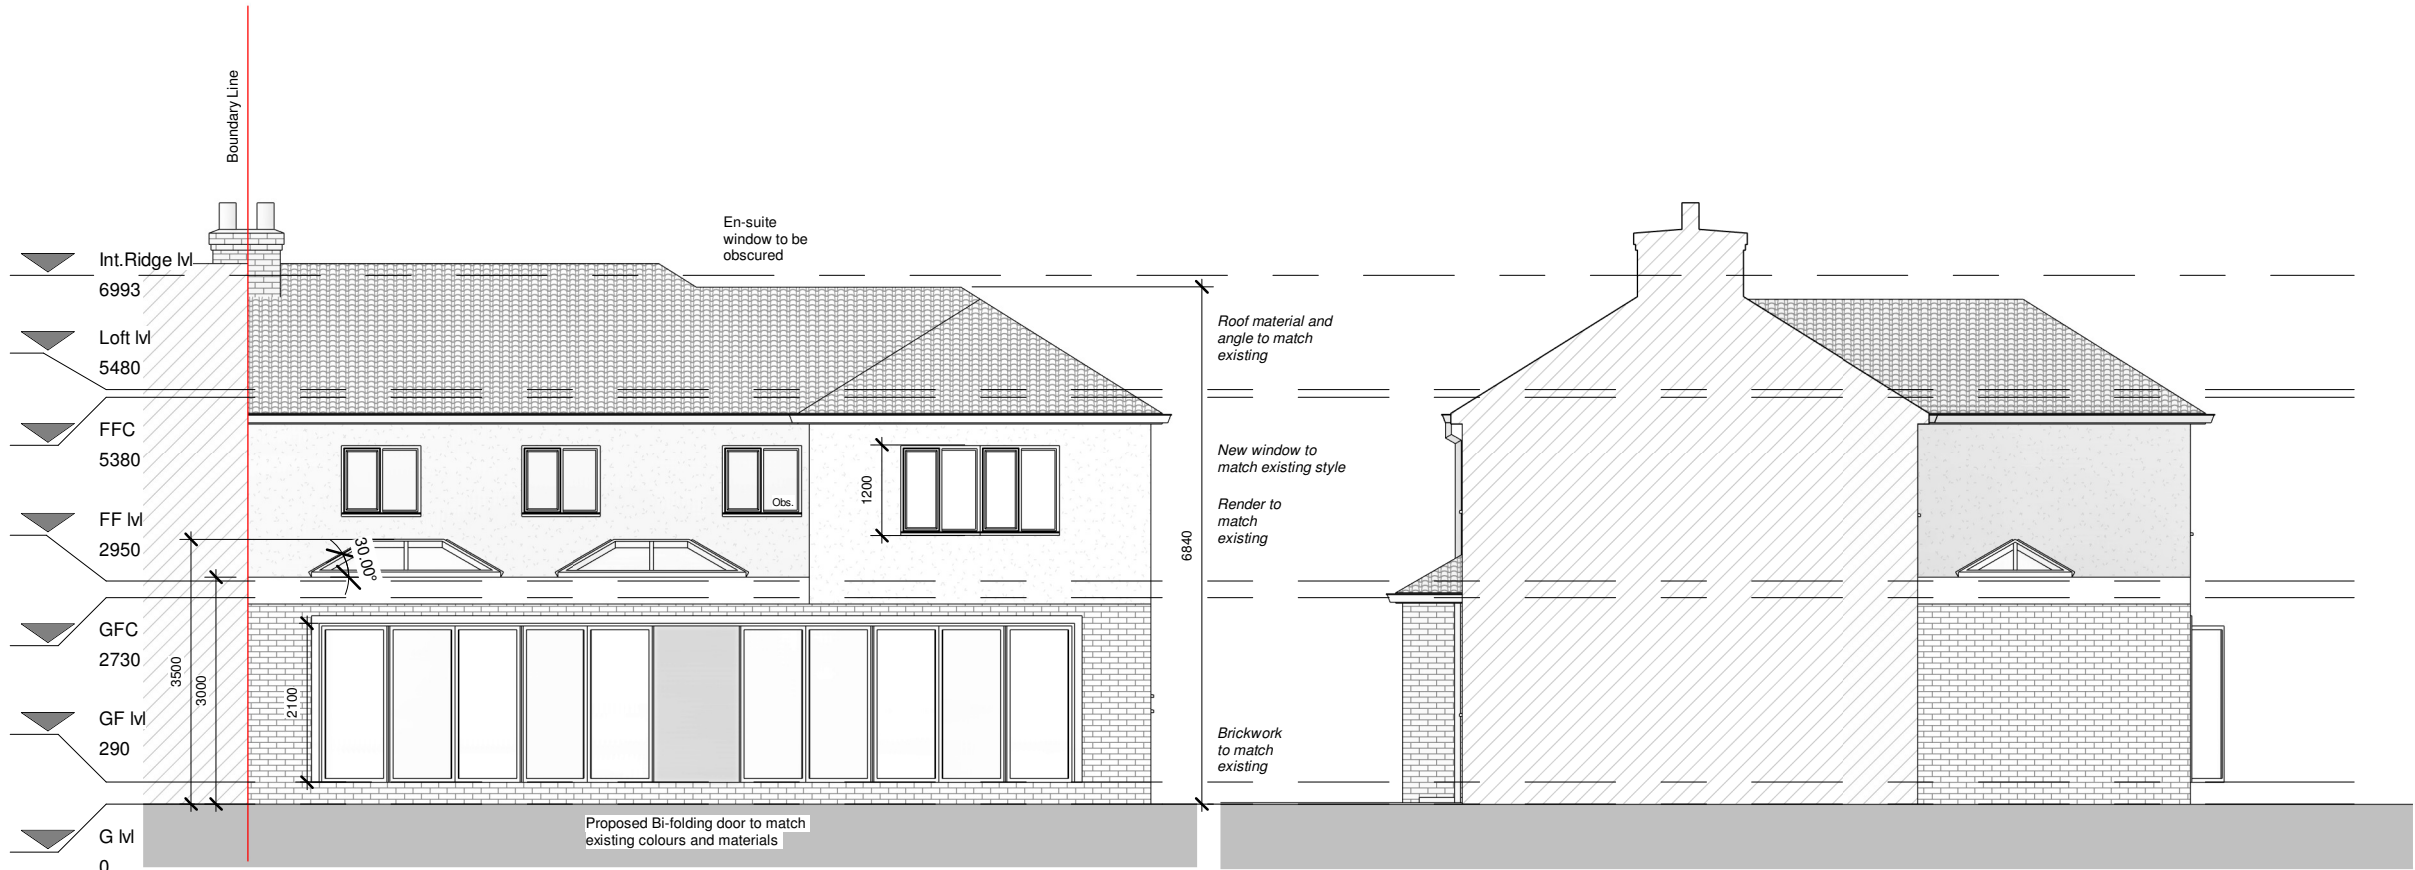 Boundary Line
En-suite
window to be
obscured
Int.Ridge lvl
6993
Loft lvl
5480
FFC
5380
FF lvl
2950
GFC
2730
GF lvl
290
G lvl
0
3500
3000
2100
30.00°
1200
Obs.
6840
Roof material and
angle to match
existing
New window to
match existing style
Render to
match
existing
Brickwork
to match
existing
Proposed Bi-folding door to match
existing colours and materials